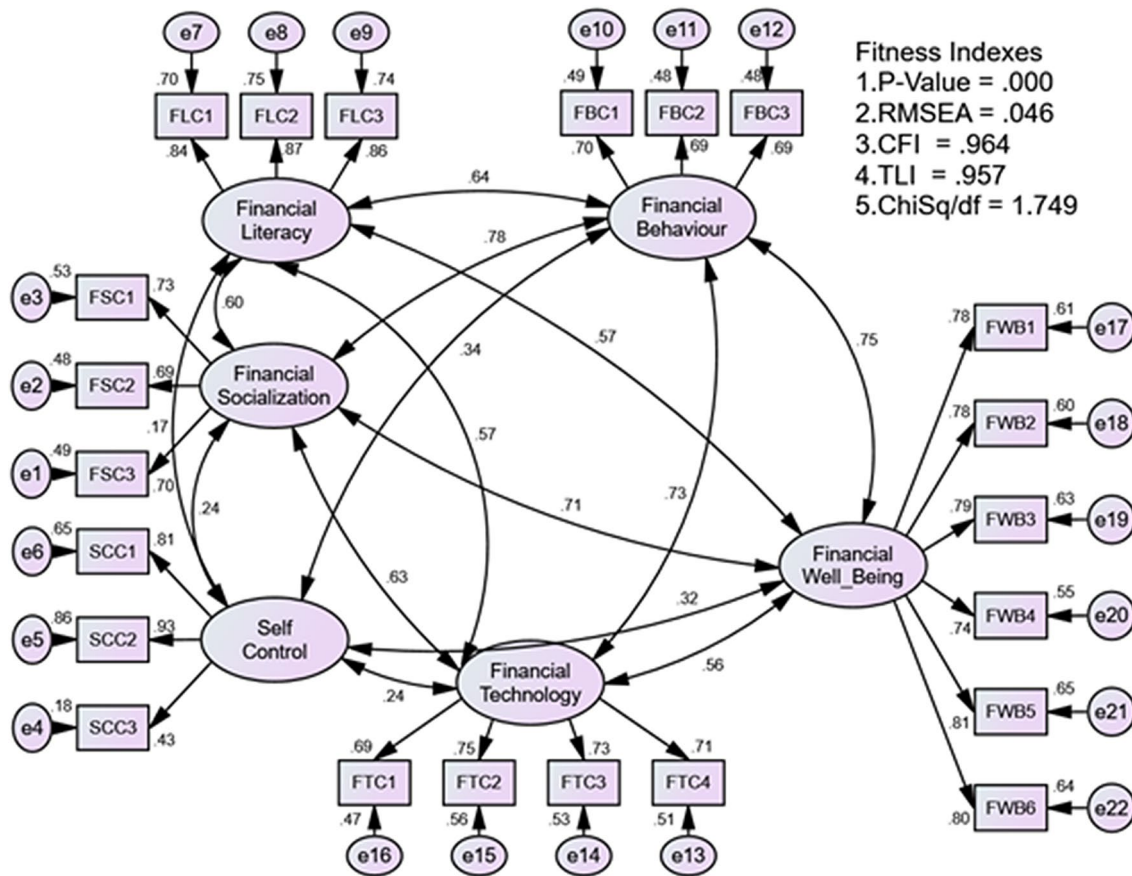 e7
e8
e9
e10
e11
e12
.70
.75
.74
.49
.48
.48
FLC1
FLC2
FLC3
FBC1
FBC2
FBC3
.84
.87
.86
.70
.69
.69
Fitness Indexes
1.P-Value = .000
2.RMSEA = .046
3.CFI = .964
4.TLI = .957
5.ChiSq/df = 1.749
Financial
Literacy
.64
Financial
Behaviour
.78
e3
.53
FSC1
.73
.60
e2
.48
FSC2
.69
Financial
Socialization
.34
.57
.75
e1
.49
FSC3
.70
.17
.24
.57
.71
.73
.78
FWB1
.61
e17
.78
FWB2
.60
e18
.79
FWB3
.63
e19
Financial
Well_Being
.74
FWB4
.55
e20
.81
FWB5
.65
e21
.80
FWB6
.64
e22
e6
.65
SCC1
.81
e5
.86
SCC2
.93
Self
Control
.63
.32
.56
.24
e4
.18
SCC3
.43
Financial
Technology
.69
.75
.73
.71
FTC1
FTC2
FTC3
FTC4
.47
.56
.53
.51
e16
e15
e14
e13